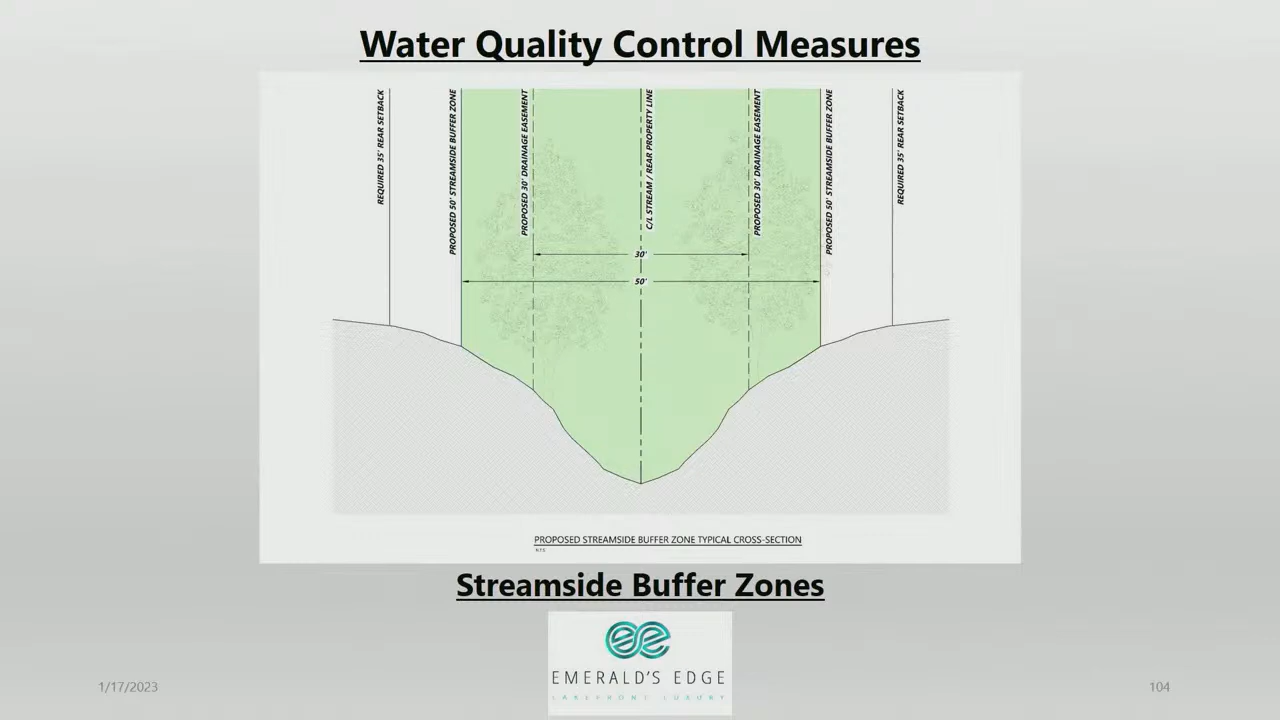 Water Quality Control Measures
REQUIRED 35' REAR SETBACK
PROPOSED 50' STREAMSIDE BUFFER ZONE
PROPOSED 30' DRAINAGE EASEMENT
C/L STREAM / REAR PROPERTY LINE
PROPOSED 30' DRAINAGE EASEMENT
PROPOSED 50' STREAMSIDE BUFFER ZONE
REQUIRED 35' REAR SETBACK
30'
50'
PROPOSED STREAMSIDE BUFFER ZONE TYPICAL CROSS-SECTION
N.T.S
Streamside Buffer Zones
EMERALD'S EDGE
LAKEFRONT LUXURY
1/17/2023
104